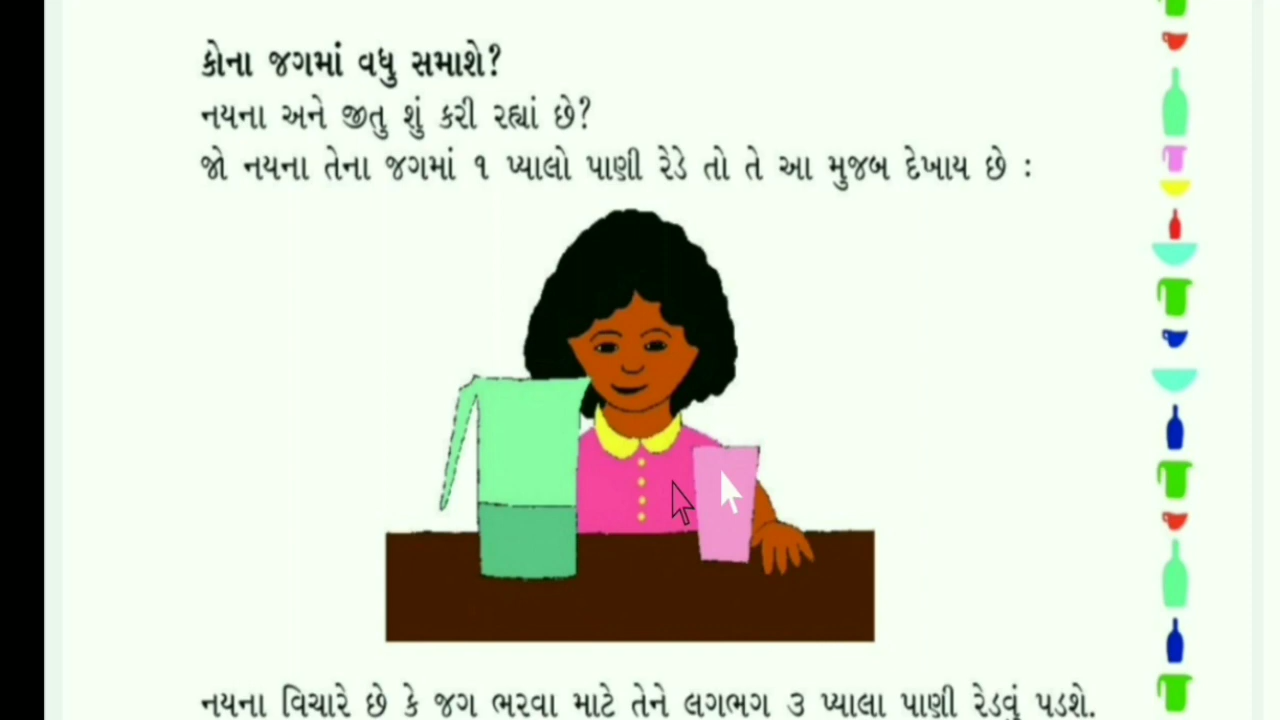 કોના જગમાં વધુ સમાશે?
નયના અને જીતુ શું કરી રહ્યાં છે?
જો નયના તેના જગમાં ૧ પ્યાલો પાણી રેડે તો તે આ મુજબ દેખાય છે :
નયના વિચારે છે કે જગ ભરવા માટે તેને લગભગ ૩ પ્યાલા પાણી રેડવું પડશે.